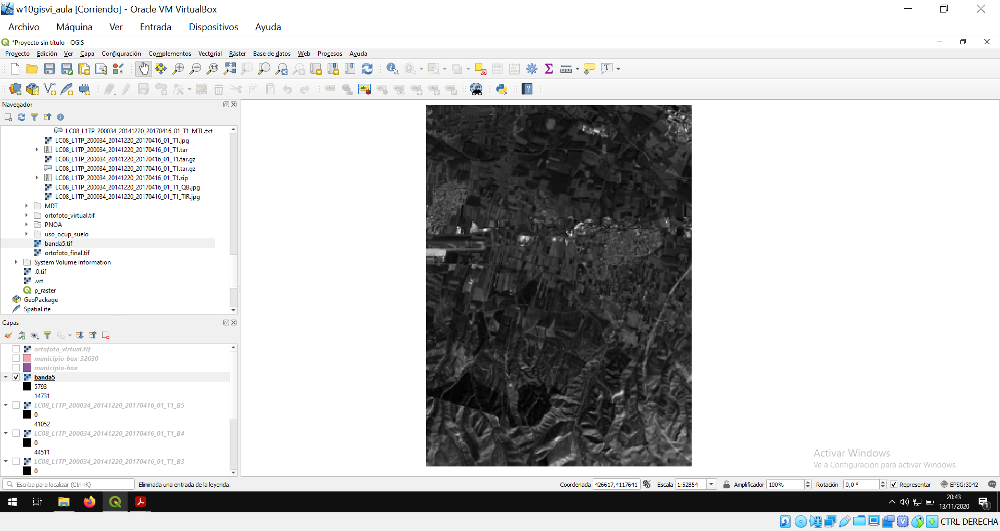 w10gisvi_aula [Corriendo] - Oracle VM VirtualBox
Archivo Máquina Ver Entrada Dispositivos Ayuda
*Proyecto sin título - QGIS
Proyecto Edición Ver Capa Configuración Complementos Vectorial Ráster Base de datos Web Procesos Ayuda
Navegador
LC08_L1TP_200034_20141220_20170416_01_T1_MTL.txt
LC08_L1TP_200034_20141220_20170416_01_T1.jpg
LC08_L1TP_200034_20141220_20170416_01_T1.tar
LC08_L1TP_200034_20141220_20170416_01_T1.tar.gz
LC08_L1TP_200034_20141220_20170416_01_T1.tar.gz
LC08_L1TP_200034_20141220_20170416_01_T1.zip
LC08_L1TP_200034_20141220_20170416_01_T1_QB.jpg
LC08_L1TP_200034_20141220_20170416_01_T1_TIR.jpg
MDT
ortofoto_virtual.tif
PNOA
uso_ocup_suelo
banda5.tif
ortofoto_final.tif
System Volume Information
.0.tif
.vrt
p_raster
GeoPackage
SpatiaLite
Capas
ortofoto_virtual.tif
municipio-box-32630
municipio-box
banda5
5793
14731
LC08_L1TP_200034_20141220_20170416_01_T1_B5
0
41052
LC08_L1TP_200034_20141220_20170416_01_T1_B4
0
44511
LC08_L1TP_200034_20141220_20170416_01_T1_B3
0
Activar Windows
Ve a Configuración para activar Windows.
Escriba para localizar (Ctrl+K) Eliminada una entrada de la leyenda. Coordenada 426617,4117641 Escala 1:52854 Amplificador 100% Rotación 0,0 ° Representar EPSG:3042
20:43
13/11/2020
1
CTRL DERECHA